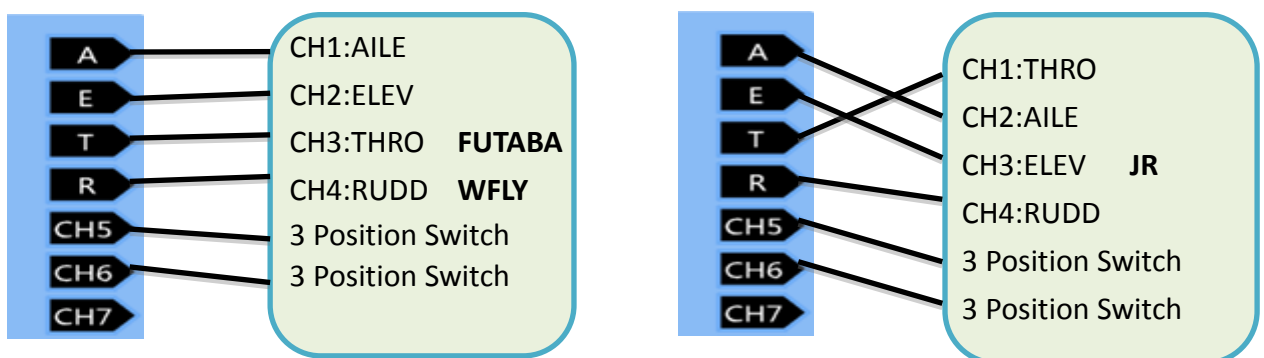 A
E
T
R
CH5
CH6
CH7
CH1:AILE
CH2:ELEV
CH3:THRO FUTABA
CH4:RUDD WFLY
3 Position Switch
3 Position Switch
A
E
T
R
CH5
CH6
CH7
CH1:THRO
CH2:AILE
CH3:ELEV JR
CH4:RUDD
3 Position Switch
3 Position Switch